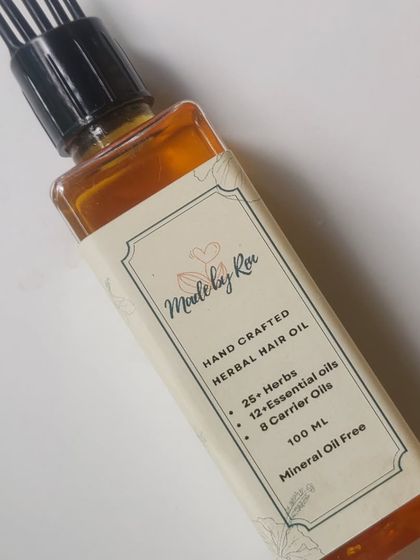 Made by Roa
HAND CRAFTED
HERBAL HAIR OIL
• 25+ Herbs
• 12+Essential oils
• 8 Carrier Oils
100 ML
Mineral Oil Free